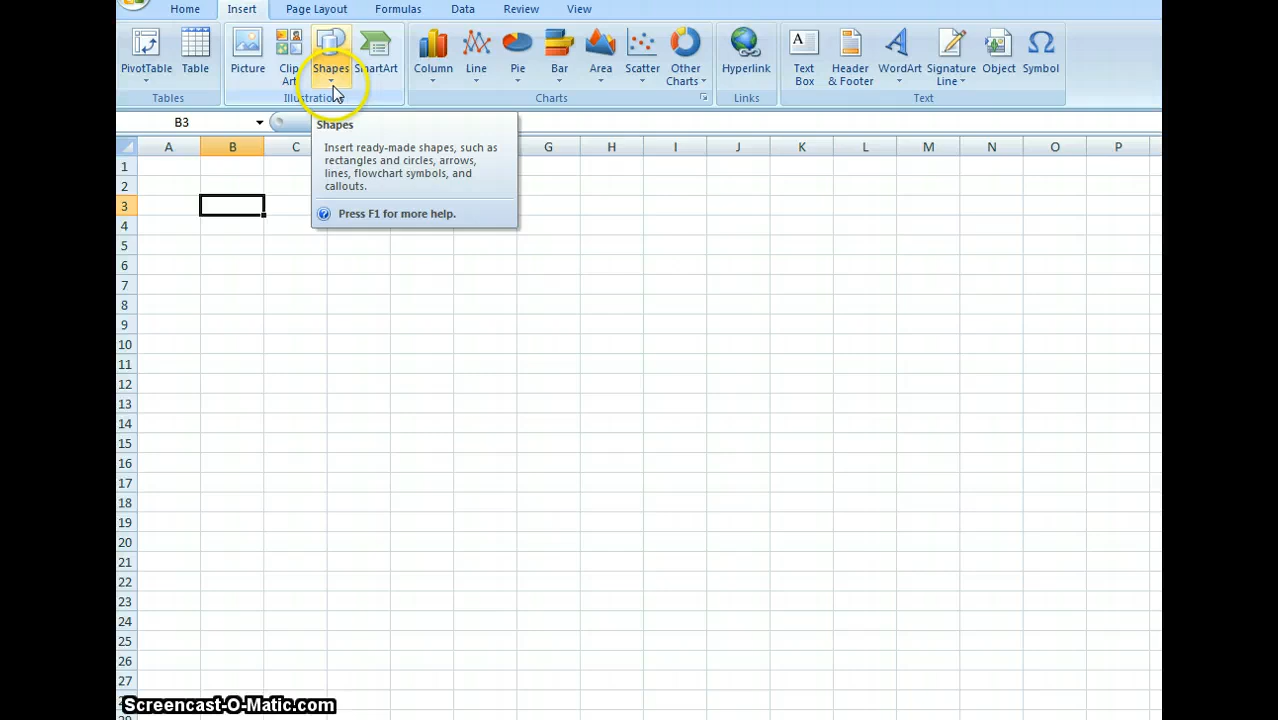 Home Insert Page Layout Formulas Data Review View
PivotTable Table Picture Clip Art Shapes SmartArt Column Line Pie Bar Area Scatter Other Charts Hyperlink Text Box Header & Footer WordArt Signature Line Object Symbol
Tables Charts Links Text
B3
Shapes
Insert ready-made shapes, such as
rectangles and circles, arrows,
lines, flowchart symbols, and
callouts.
Press F1 for more help.
A B C G H I J K L M N O P
1
2
3
4
5
6
7
8
9
10
11
12
13
14
15
16
17
18
19
20
21
22
23
24
25
26
27
Screencast-O-Matic.com